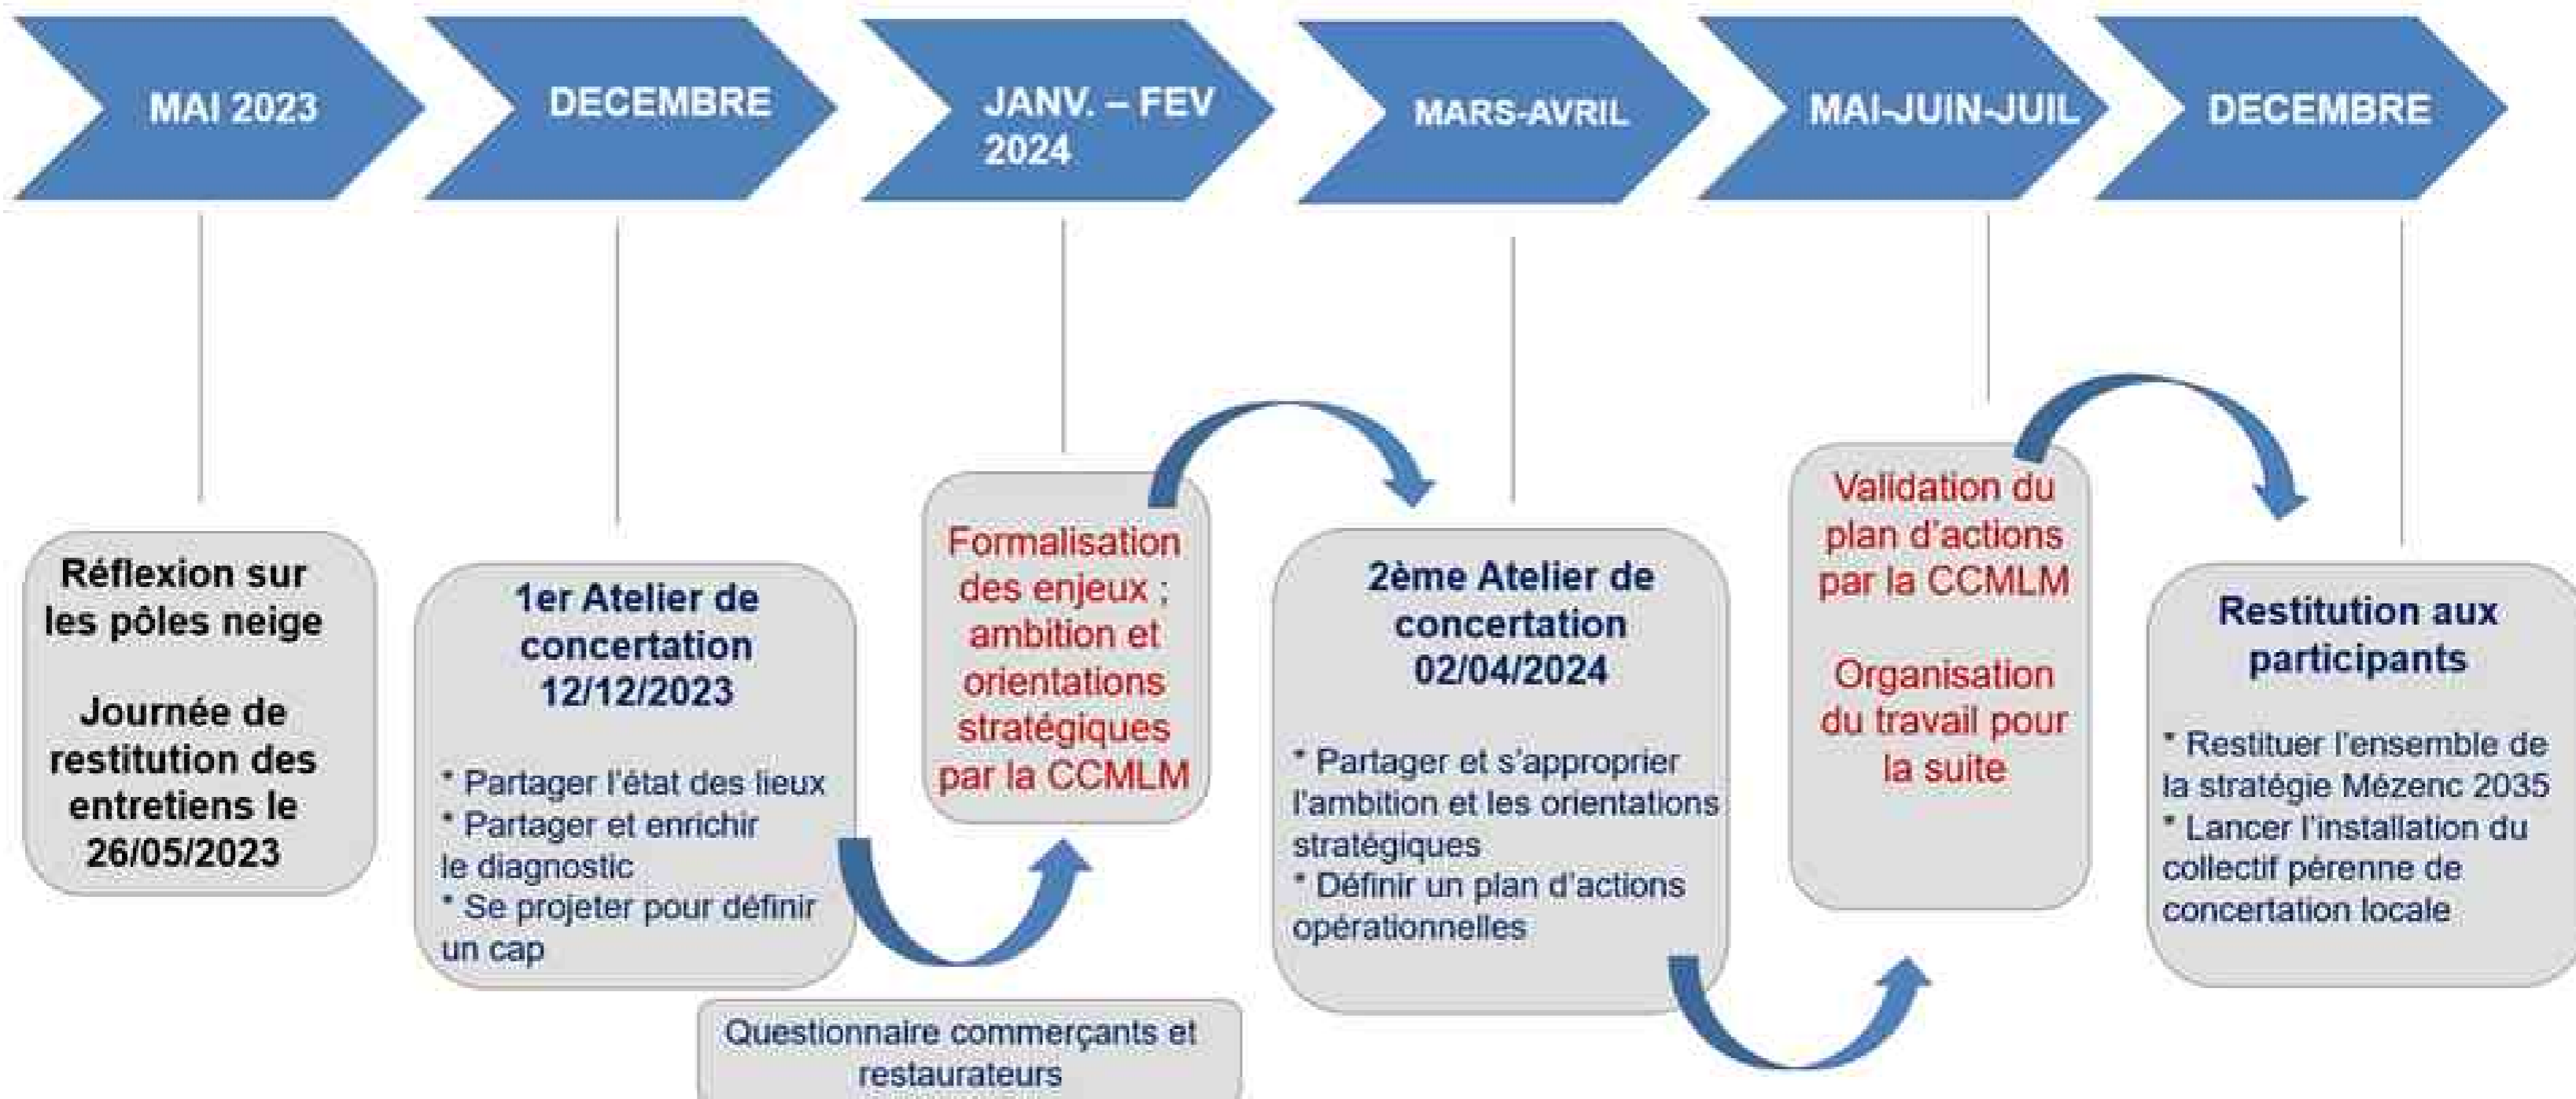 MAI 2023
DECEMBRE
JANV. – FEV
2024
MARS-AVRIL
MAI-JUIN-JUIL
DECEMBRE
Réflexion sur
les pôles neige
Journée de
restitution des
entretiens le
26/05/2023
1er Atelier de
concertation
12/12/2023
* Partager l'état des lieux
* Partager et enrichir
le diagnostic
* Se projeter pour définir
un cap
Questionnaire commerçants et
restaurateurs
Formalisation
des enjeux ;
ambition et
orientations
stratégiques
par la CCMLM
2ème Atelier de
concertation
02/04/2024
* Partager et s'approprier
l'ambition et les orientations
stratégiques
* Définir un plan d'actions
opérationnelles
Validation du
plan d'actions
par la CCMLM
Organisation
du travail pour
la suite
Restitution aux
participants
* Restituer l'ensemble de
la stratégie Mézenc 2035
* Lancer l'installation du
collectif pérenne de
concertation locale